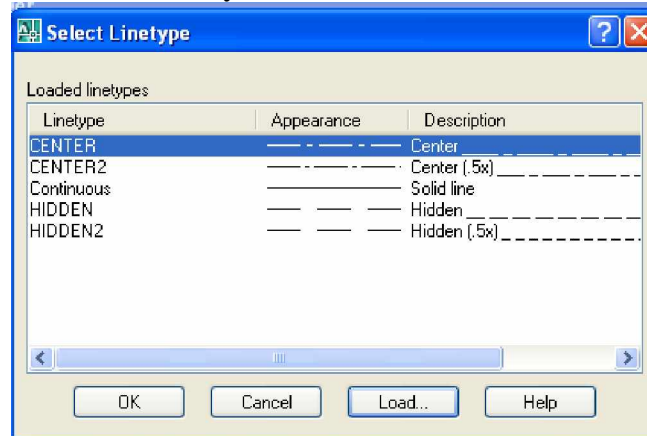 Select Linetype
Loaded linetypes
Linetype Appearance Description
CENTER Center
CENTER2 Center (.5x)
Continuous Solid line
HIDDEN Hidden
HIDDEN2 Hidden (.5x)
OK Cancel Load... Help